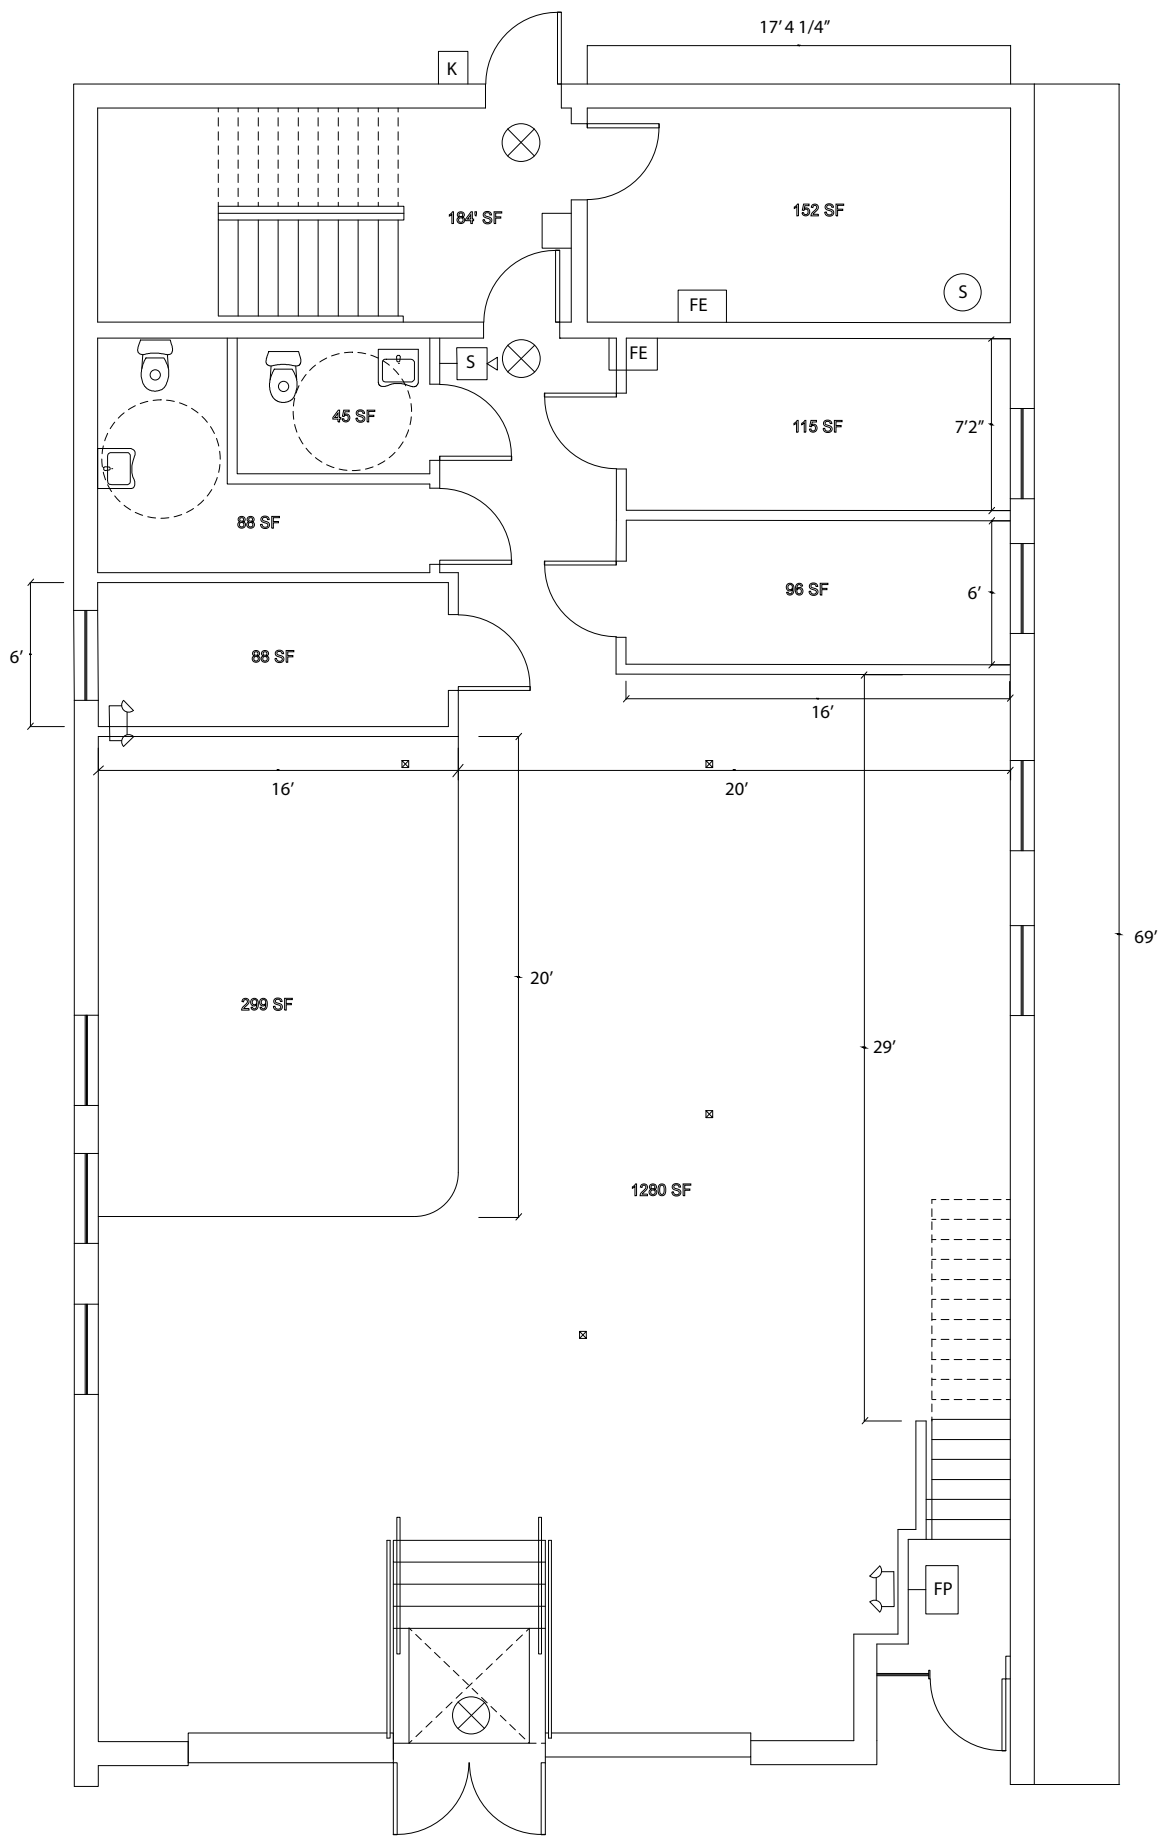 17’ 4 1/4”
K
184' SF
152 SF
FE
S
S
FE
45 SF
115 SF
7’2”
88 SF
96 SF
6’
6’
88 SF
16’
16’
20’
69’
20’
299 SF
29’
1280 SF
FP